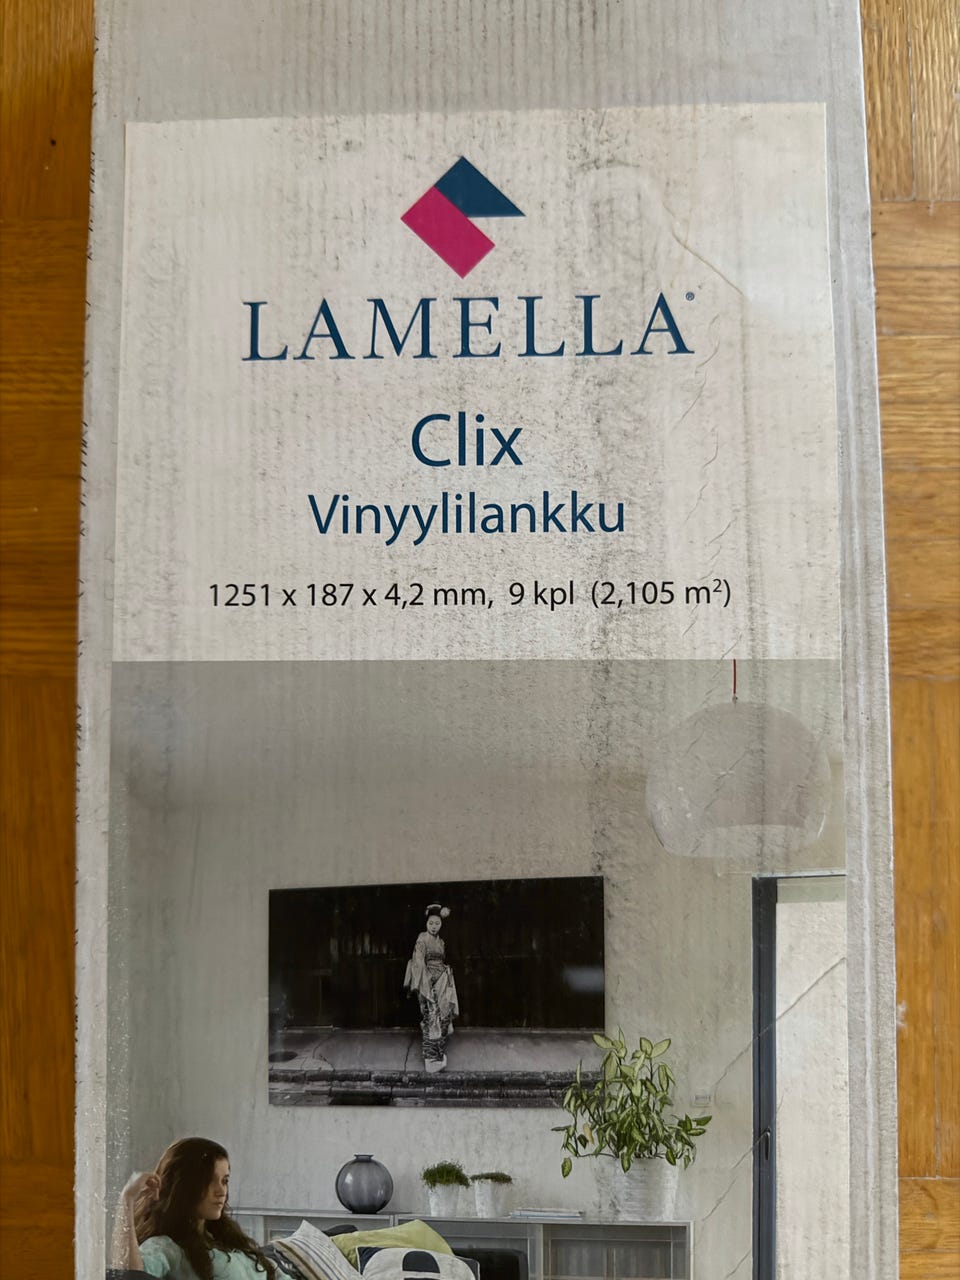 LAMELLA®
Clix
Vinyylilankku
1251 x 187 x 4,2 mm, 9 kpl (2,105 m²)